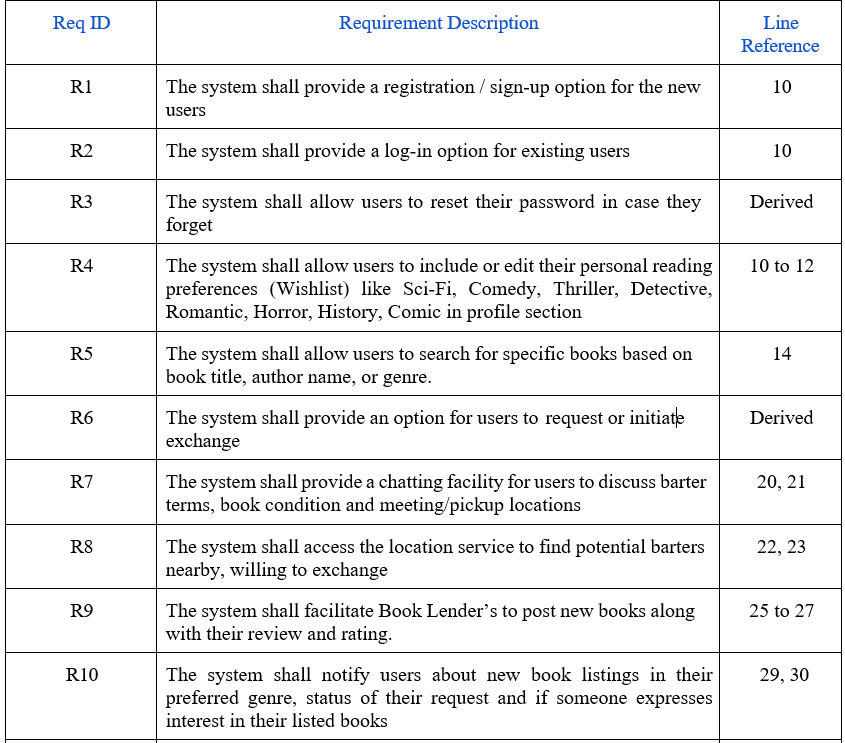 Req ID Requirement Description Line
Reference
R1 The system shall provide a registration / sign-up option for the new 10
users
R2 The system shall provide a log-in option for existing users 10
R3 The system shall allow users to reset their password in case they Derived
forget
R4 The system shall allow users to include or edit their personal reading 10 to 12
preferences (Wishlist) like Sci-Fi, Comedy, Thriller, Detective,
Romantic, Horror, History, Comic in profile section
R5 The system shall allow users to search for specific books based on 14
book title, author name, or genre.
R6 The system shall provide an option for users to request or initiate Derived
exchange
R7 The system shall provide a chatting facility for users to discuss barter 20, 21
terms, book condition and meeting/pickup locations
R8 The system shall access the location service to find potential barters 22, 23
nearby, willing to exchange
R9 The system shall facilitate Book Lender’s to post new books along 25 to 27
with their review and rating.
R10 The system shall notify users about new book listings in their 29, 30
preferred genre, status of their request and if someone expresses
interest in their listed books